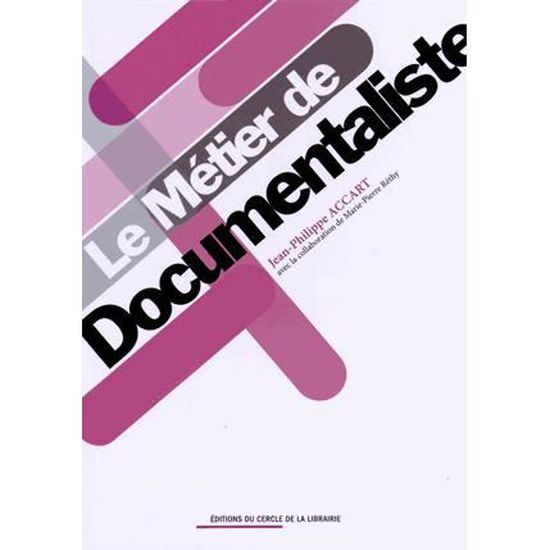 Le Métier de
Documentaliste
Jean-Philippe ACCART
avec la collaboration de Marie-Pierre Réthy
ÉDITIONS DU CERCLE DE LA LIBRAIRIE